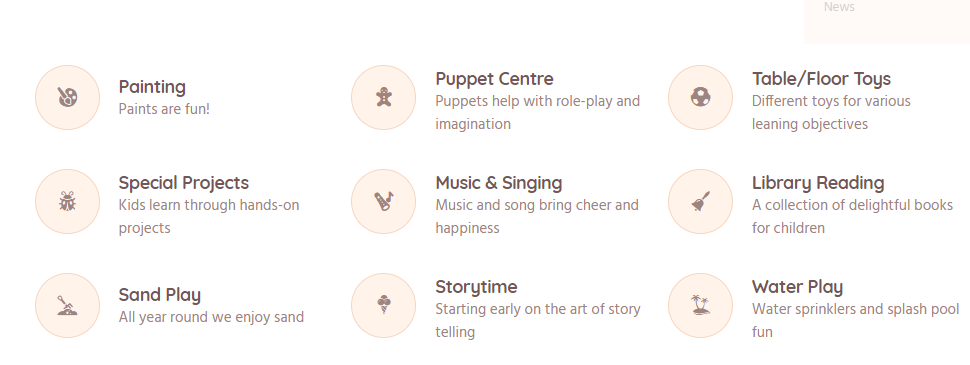 News
Painting
Paints are fun!
Puppet Centre
Puppets help with role-play and
imagination
Table/Floor Toys
Different toys for various
leaning objectives
Special Projects
Kids learn through hands-on
projects
Music & Singing
Music and song bring cheer and
happiness
Library Reading
A collection of delightful books
for children
Sand Play
All year round we enjoy sand
Storytime
Starting early on the art of story
telling
Water Play
Water sprinklers and splash pool
fun